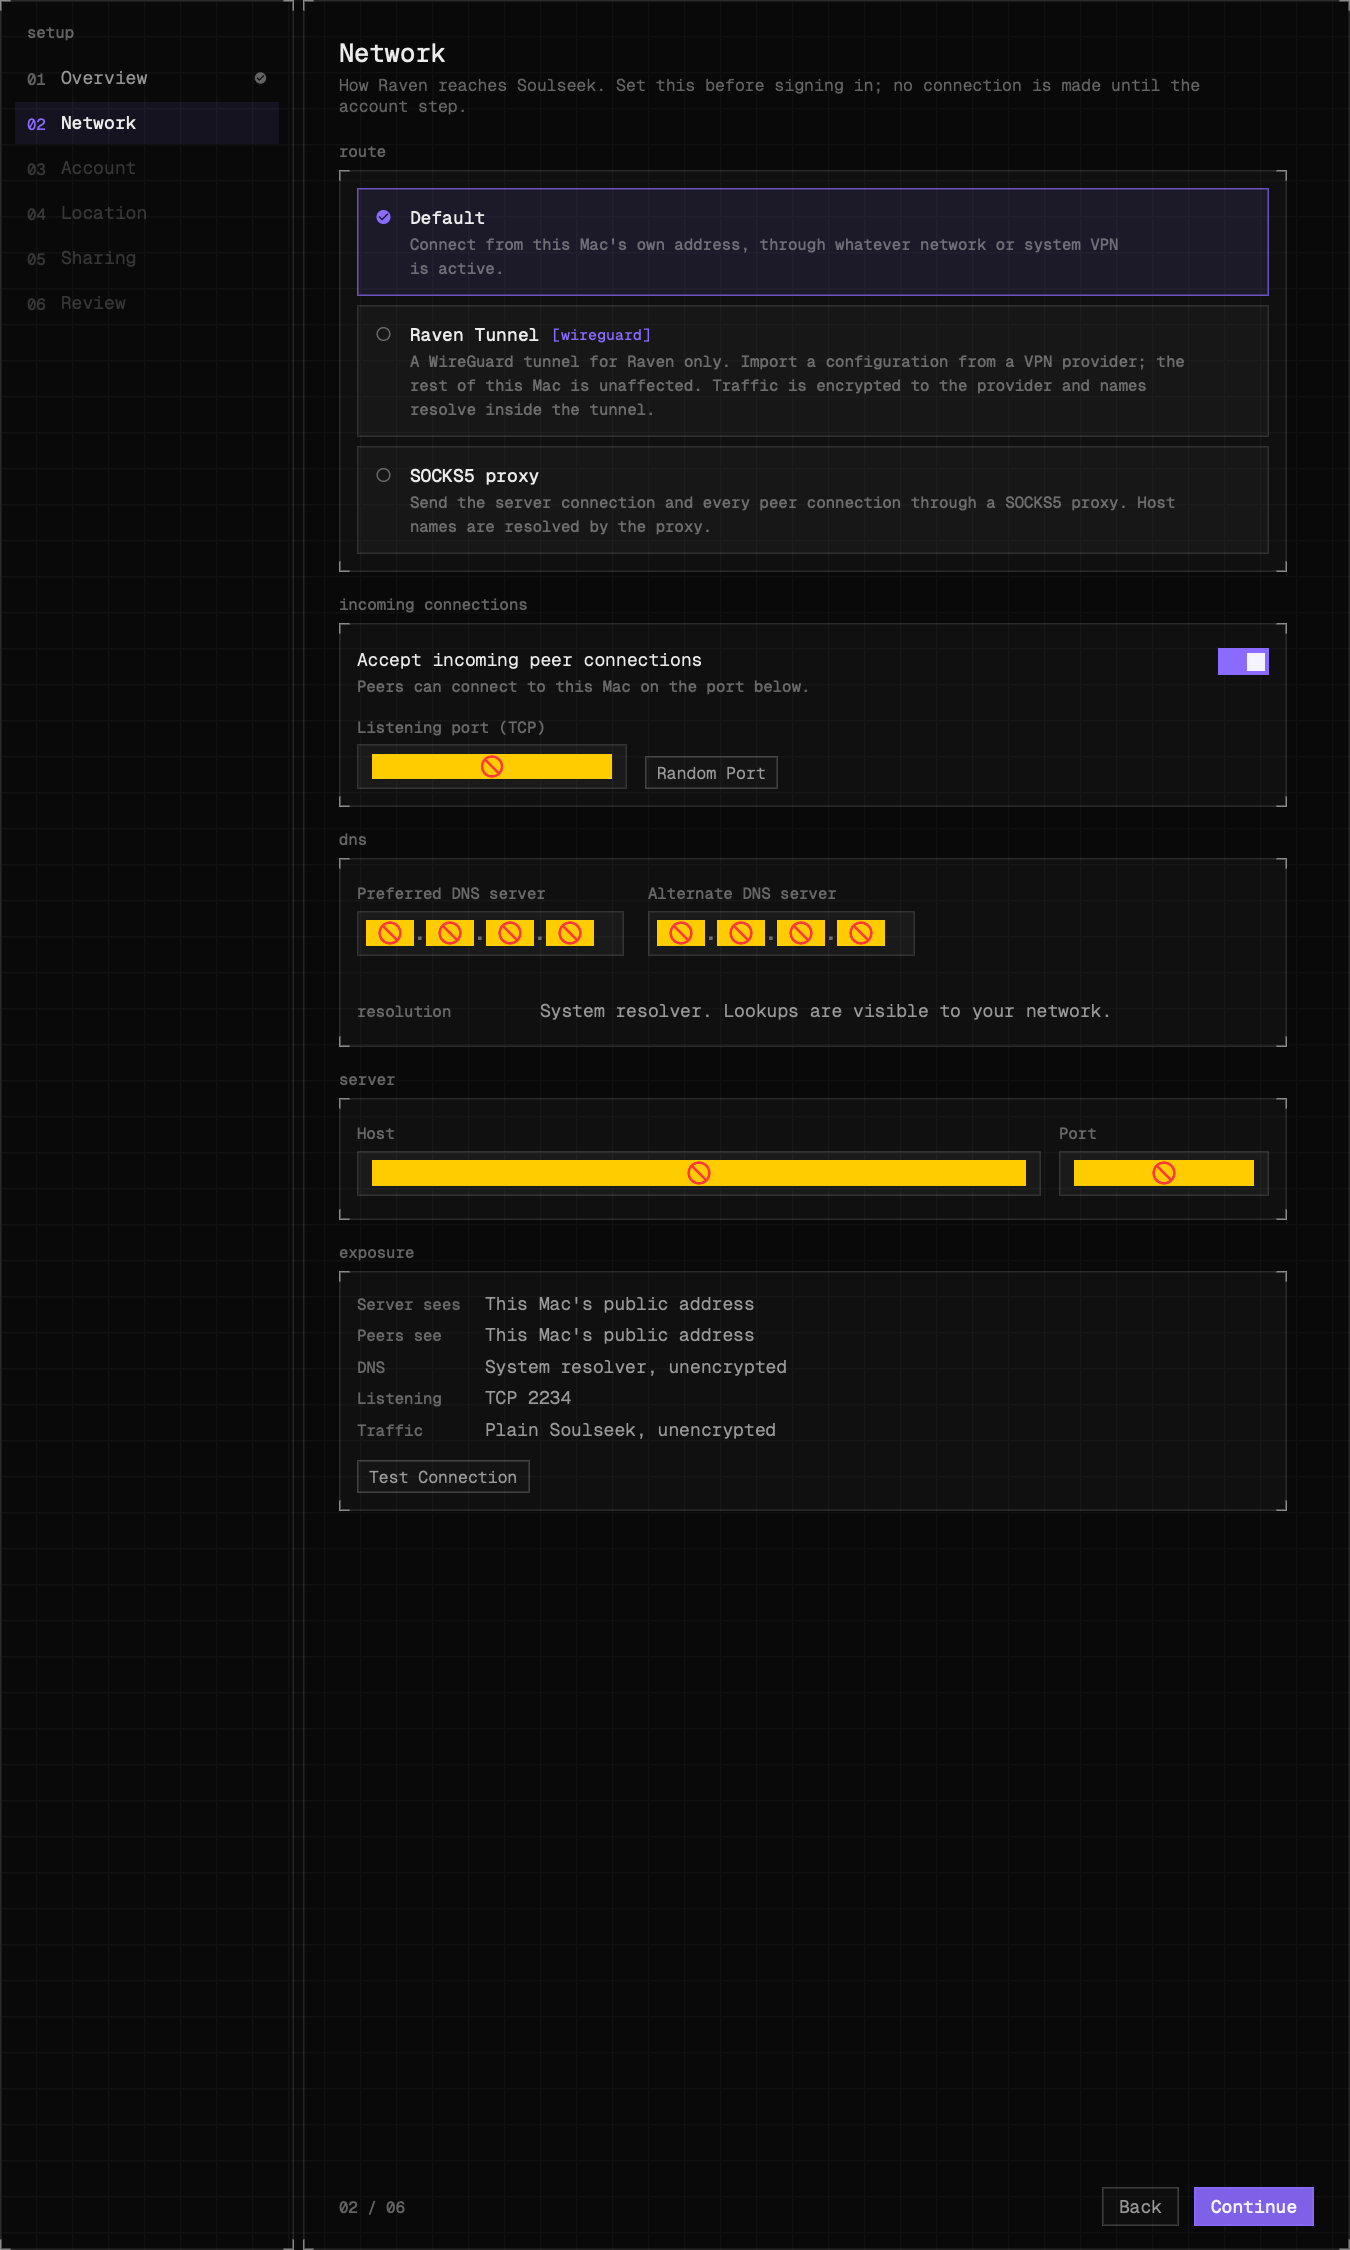 setup
01 Overview
02 Network
03 Account
04 Location
05 Sharing
06 Review
Network
How Raven reaches Soulseek. Set this before signing in; no connection is made until the
account step.
route
Default
Connect from this Mac's own address, through whatever network or system VPN
is active.
Raven Tunnel [wireguard]
A WireGuard tunnel for Raven only. Import a configuration from a VPN provider; the
rest of this Mac is unaffected. Traffic is encrypted to the provider and names
resolve inside the tunnel.
SOCKS5 proxy
Send the server connection and every peer connection through a SOCKS5 proxy. Host
names are resolved by the proxy.
incoming connections
Accept incoming peer connections
Peers can connect to this Mac on the port below.
Listening port (TCP)
Random Port
dns
Preferred DNS server Alternate DNS server
. . . . . .
resolution System resolver. Lookups are visible to your network.
server
Host Port
exposure
Server sees This Mac's public address
Peers see This Mac's public address
DNS System resolver, unencrypted
Listening TCP 2234
Traffic Plain Soulseek, unencrypted
Test Connection
02 / 06 Back Continue